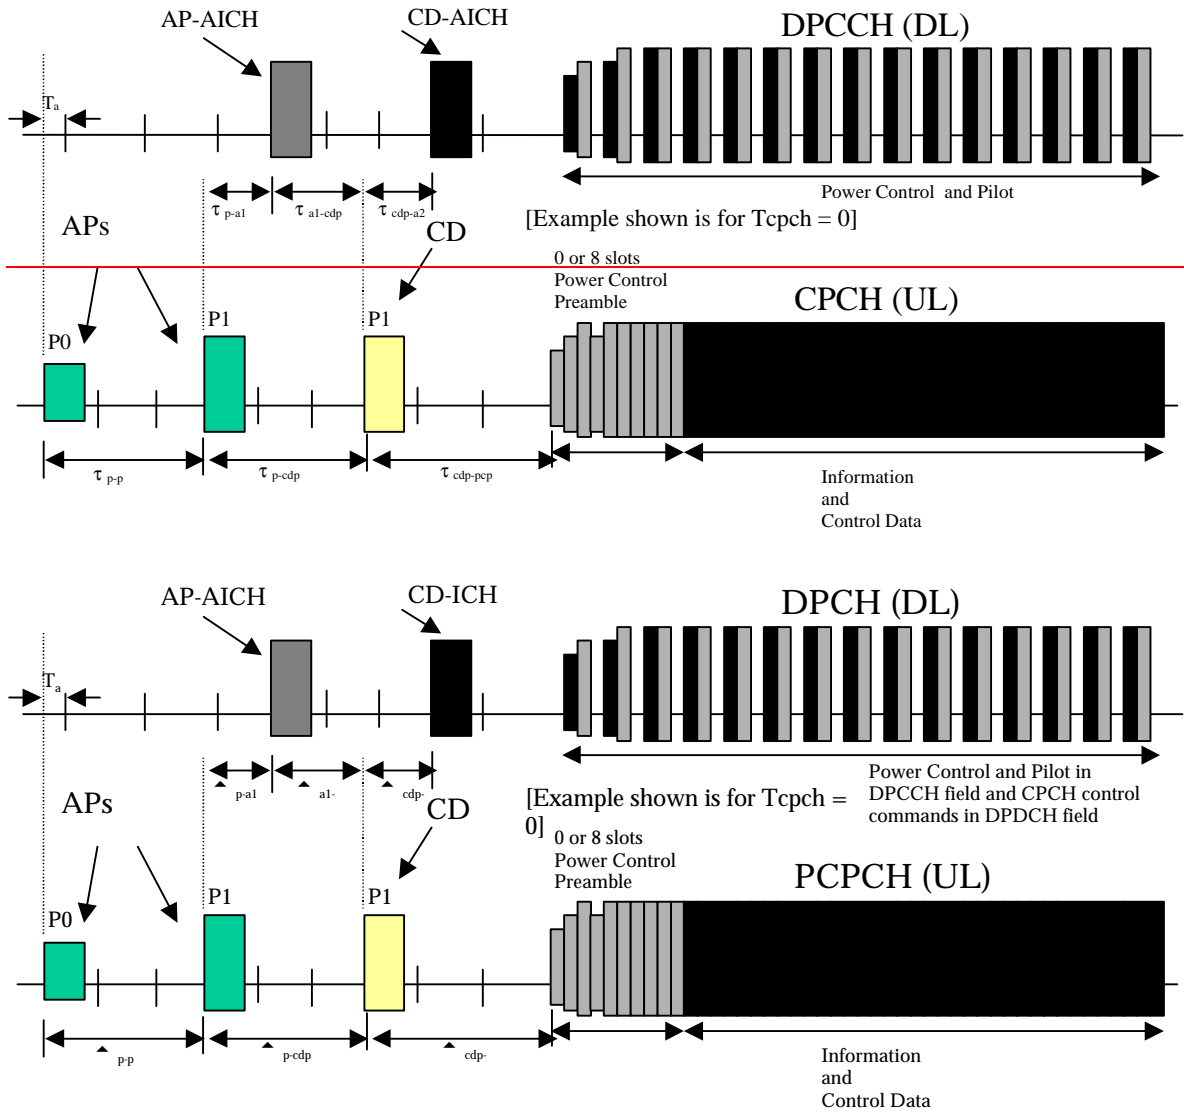 AP-AICH
CD-AICH
DPCCH (DL)
Ta
Power Control and Pilot
τ p-a1
τ a1-cdp
τ cdp-a2
[Example shown is for Tcpch = 0]
APs
CD
0 or 8 slots
Power Control
Preamble
CPCH (UL)
P0
P1
P1
τ p-p
τ p-cdp
τ cdp-pcp
Information
and
Control Data
AP-AICH
CD-ICH
DPCH (DL)
Ta
p-a1
a1-
cdp-
Power Control and Pilot in
DPCCH field and CPCH control
commands in DPDCH field
APs
CD
[Example shown is for Tcpch =
0]
0 or 8 slots
Power Control
Preamble
PCPCH (UL)
P0
P1
P1
p-p
p-cdp
cdp-
Information
and
Control Data